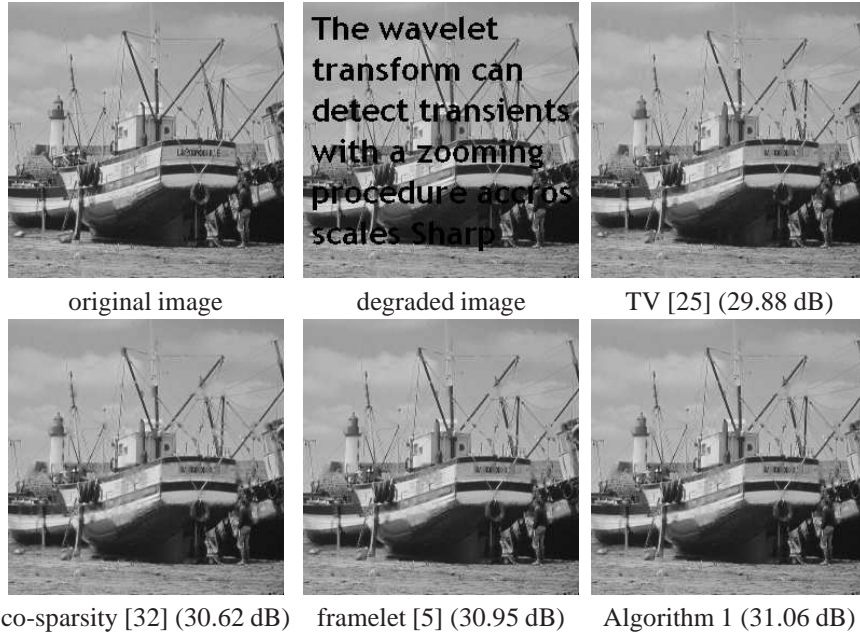 The wavelet
transform can
detect transients
with a zooming
procedure accros
scales Sharp
original image
degraded image
TV [25] (29.88 dB)
co-sparsity [32] (30.62 dB)
framelet [5] (30.95 dB)
Algorithm 1 (31.06 dB)